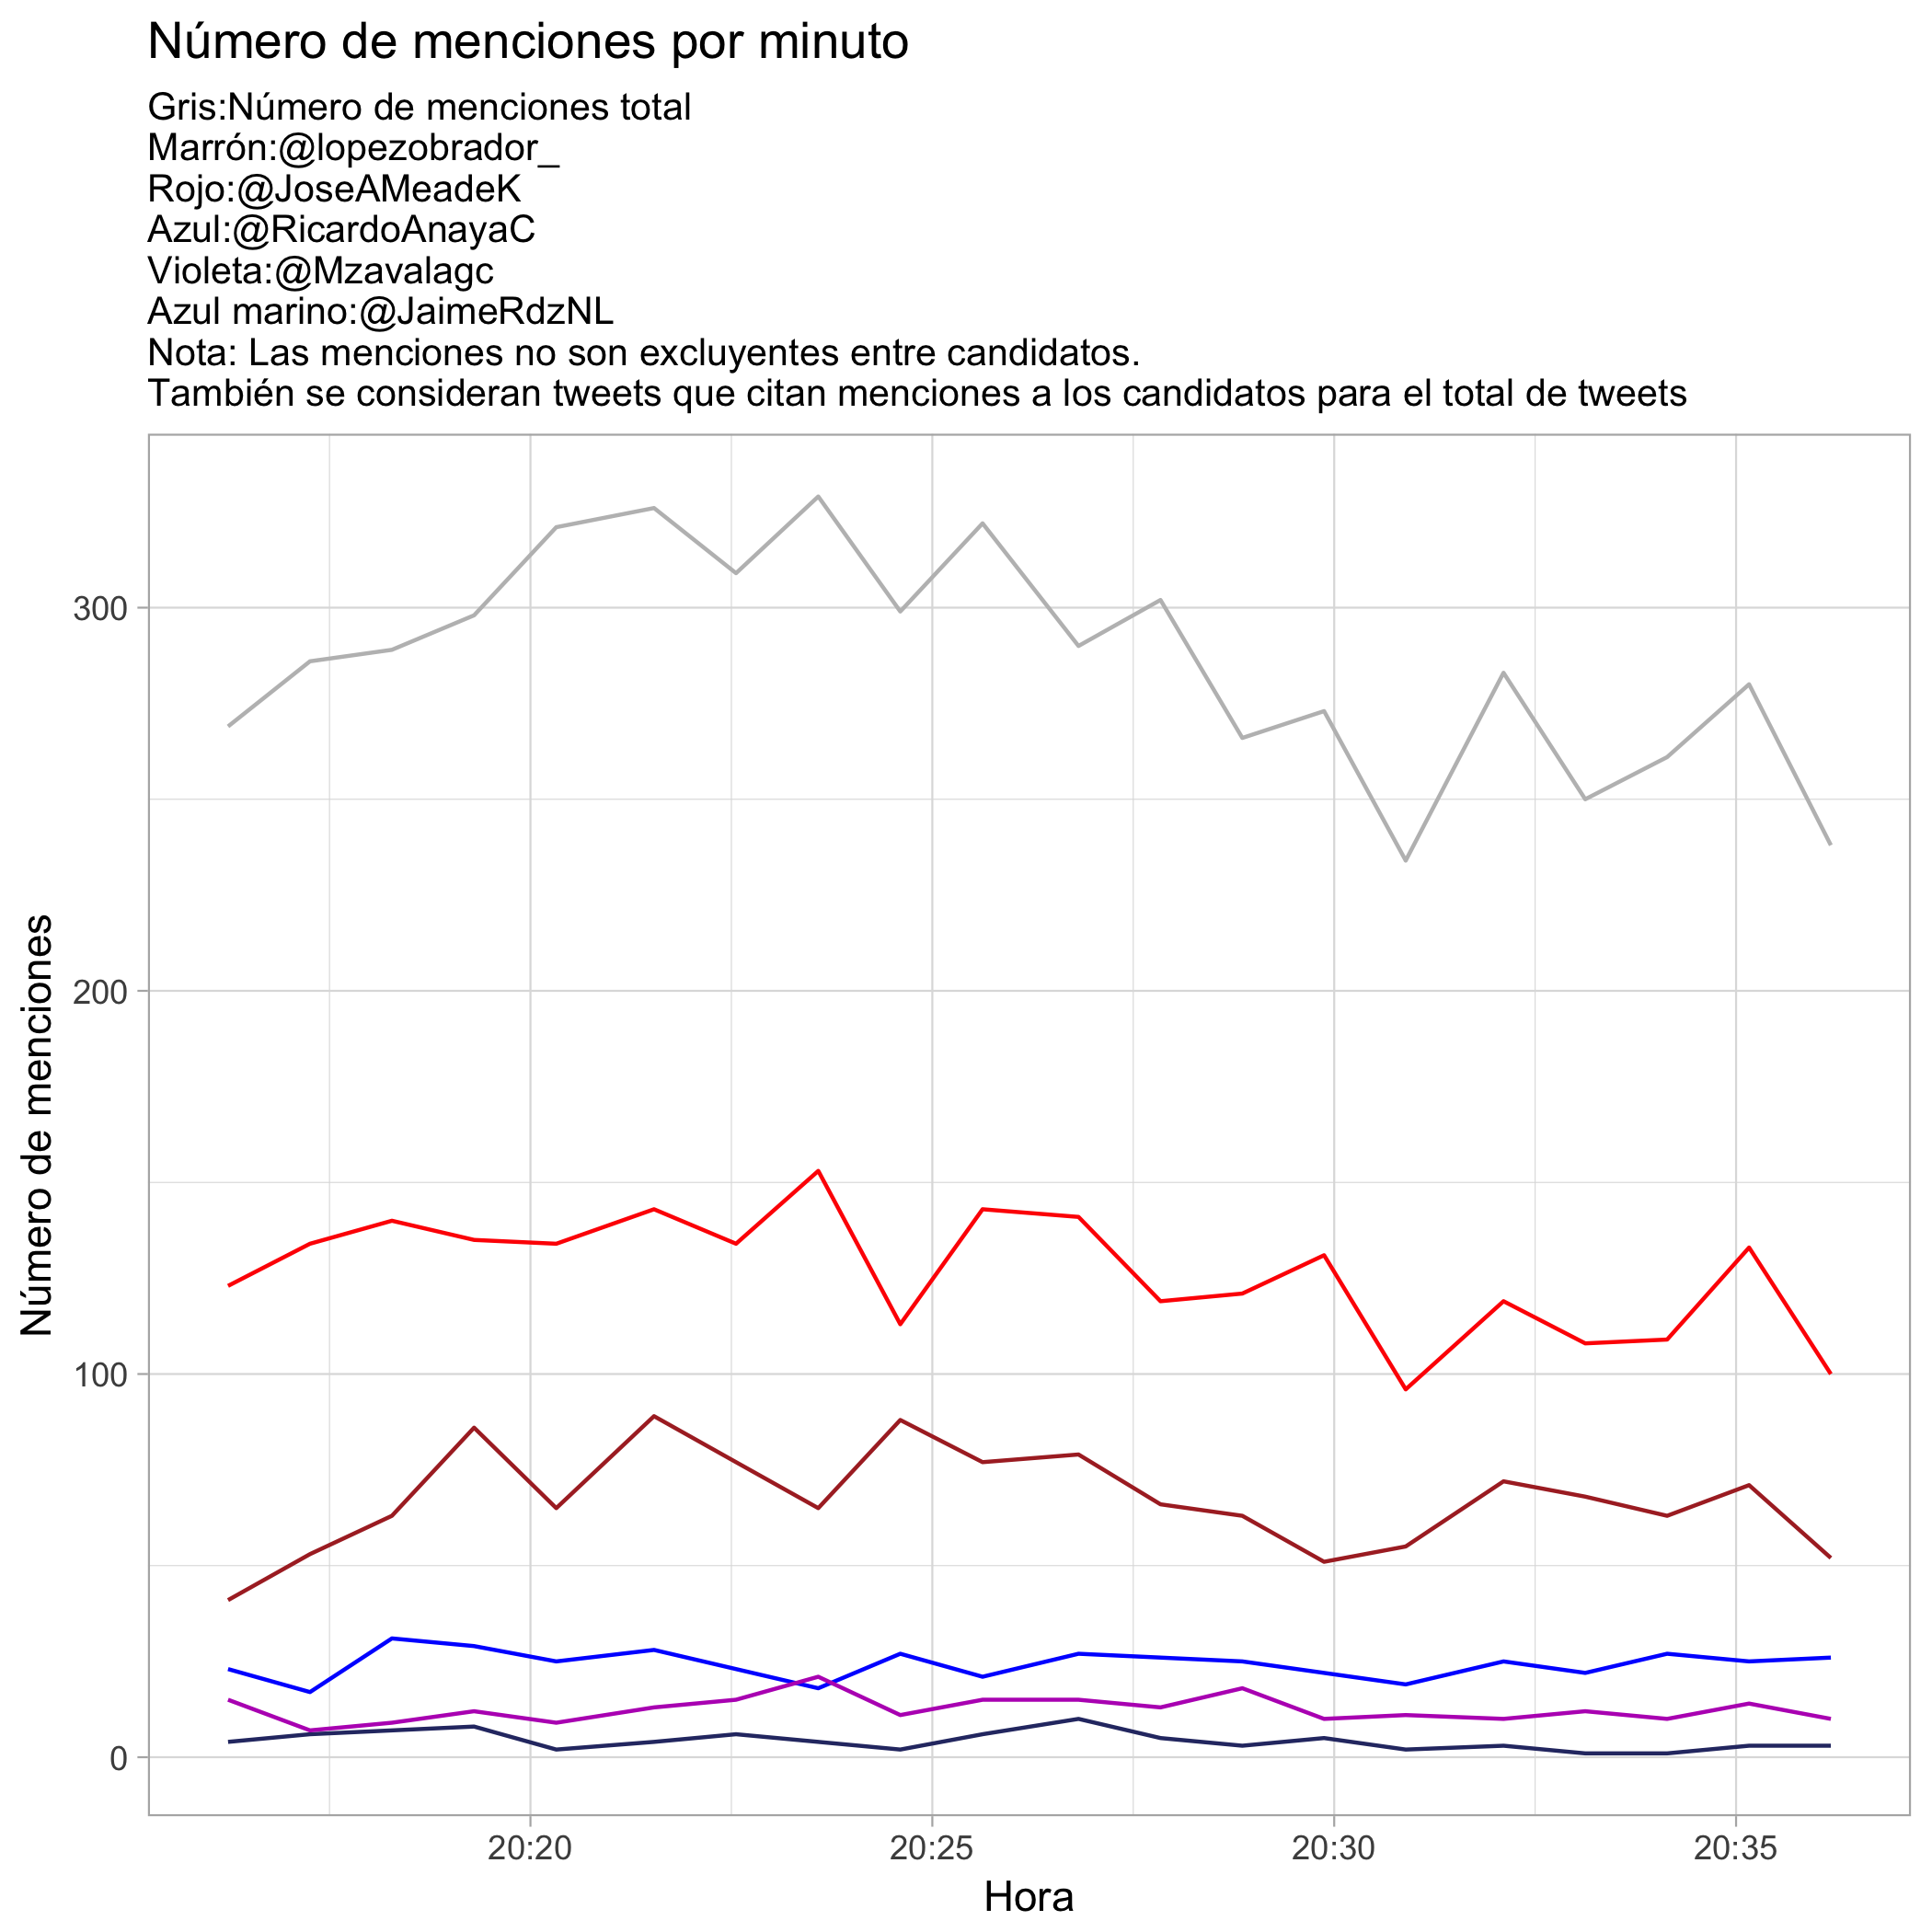 Número de menciones por minuto
Gris:Número de menciones total
Marrón:@lopezobrador_
Rojo:@JoseAMeadeK
Azul:@RicardoAnayaC
Violeta:@Mzavalagc
Azul marino:@JaimeRdzNL
Nota: Las menciones no son excluyentes entre candidatos.
También se consideran tweets que citan menciones a los candidatos para el total de tweets
Número de menciones
300
200
100
0
20:20
20:25
20:30
20:35
Hora